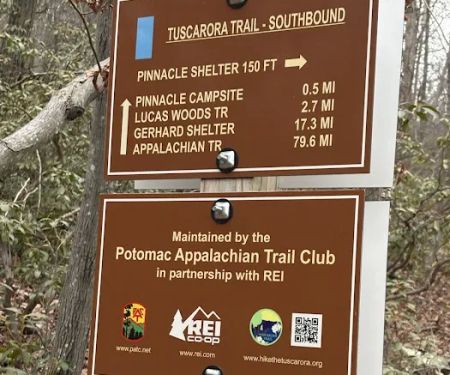 TUSCARORA TRAIL - SOUTHBOUND
PINNACLE SHELTER 150 FT
PINNACLE CAMPSITE 0.5 MI
LUCAS WOODS TR 2.7 MI
GERHARD SHELTER 17.3 MI
APPALACHIAN TR 79.6 MI
Maintained by the
Potomac Appalachian Trail Club
in partnership with REI
PATC
REI
co-op
www.patc.net
www.rei.com
www.hikethetuscarora.org